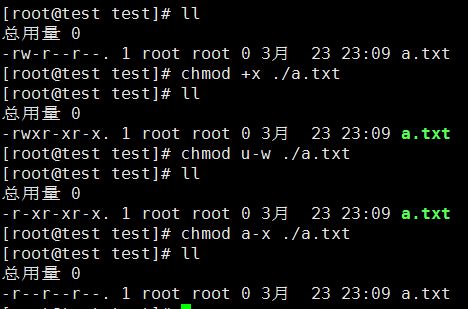 [root@test test]# ll
总用量 0
-rw-r--r--. 1 root root 0 3月  23 23:09 a.txt
[root@test test]# chmod +x ./a.txt
[root@test test]# ll
总用量 0
-rwxr-xr-x. 1 root root 0 3月  23 23:09 a.txt
[root@test test]# chmod u-w ./a.txt
[root@test test]# ll
总用量 0
-r-xr-xr-x. 1 root root 0 3月  23 23:09 a.txt
[root@test test]# chmod a-x ./a.txt
[root@test test]# ll
总用量 0
-r--r--r--. 1 root root 0 3月  23 23:09 a.txt